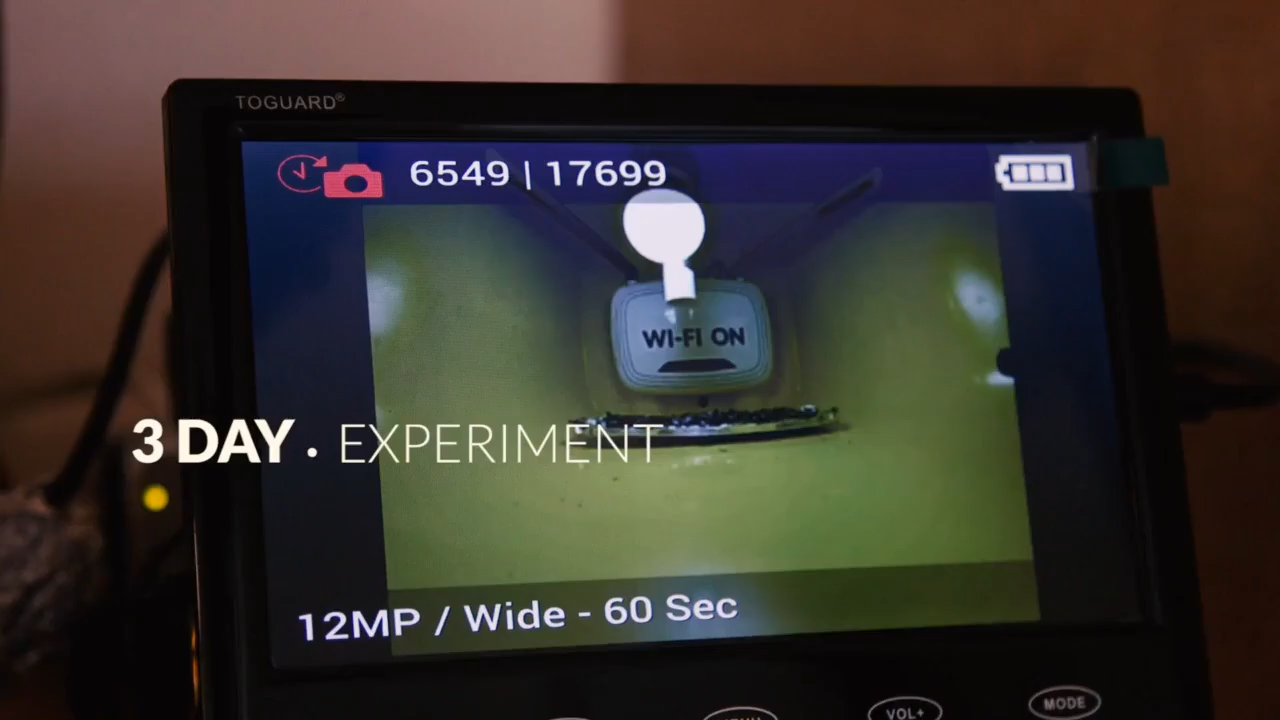 TOGUARD®
6549 | 17699
WI-FI ON
3 DAY · EXPERIMENT
12MP / Wide - 60 Sec
VOL+
MODE